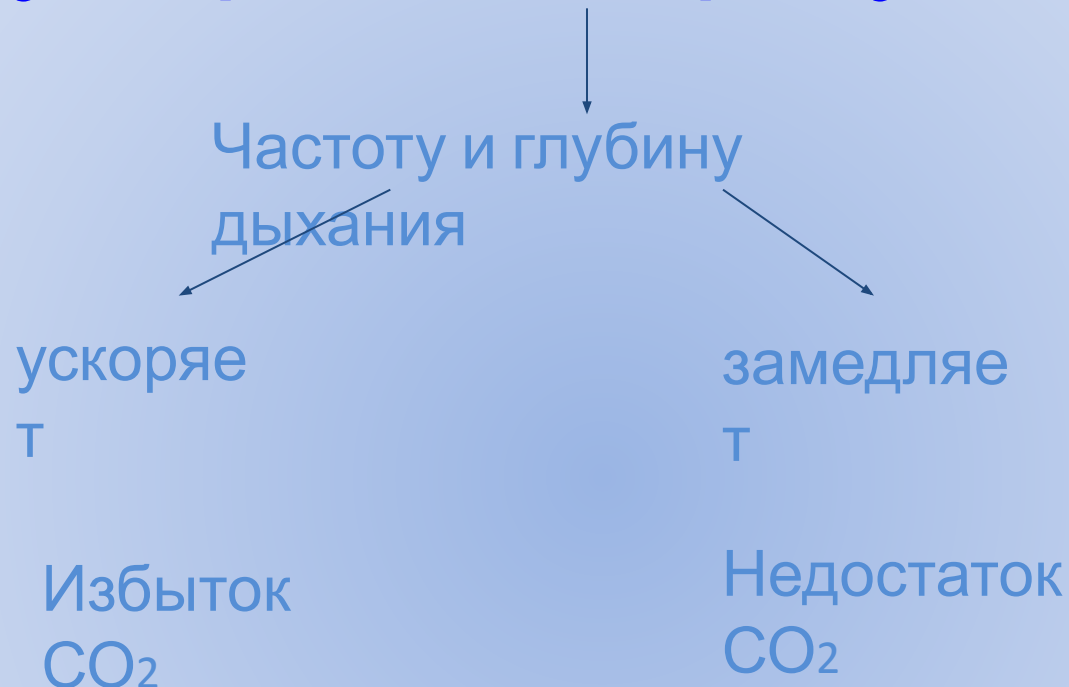 Частоту и глубину
дыхания
ускоряе
т
замедляе
т
Избыток
СО2
Недостаток
СО2